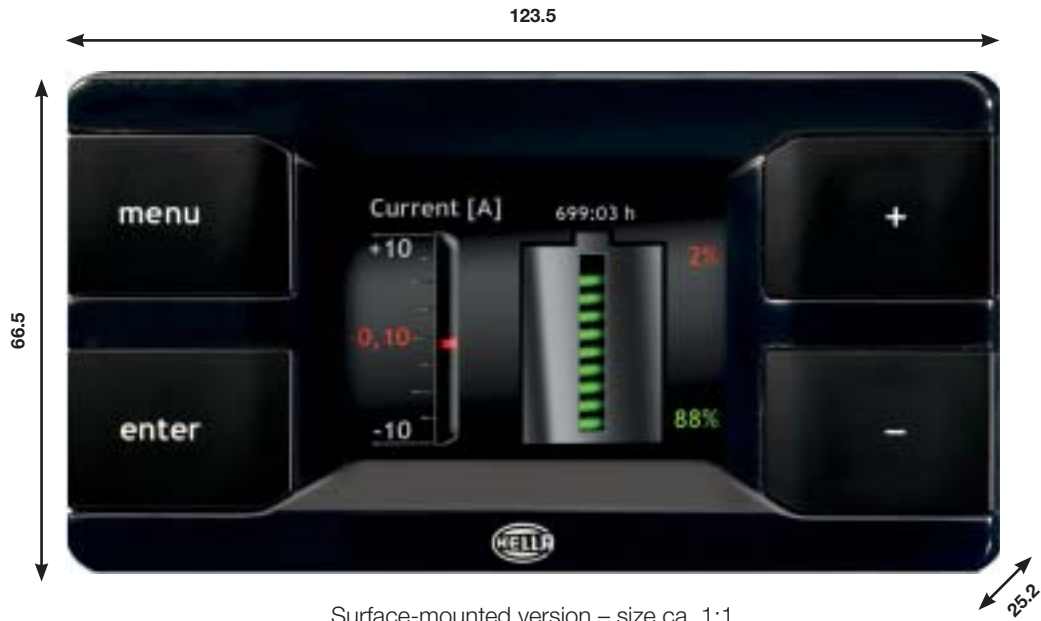 123.5
66.5
menu
+
Current [A]
699:03 h
+10
2%
0,10
enter
-10
88%
−
HELLA
25.2
Surface-mounted version – size ca. 1:1